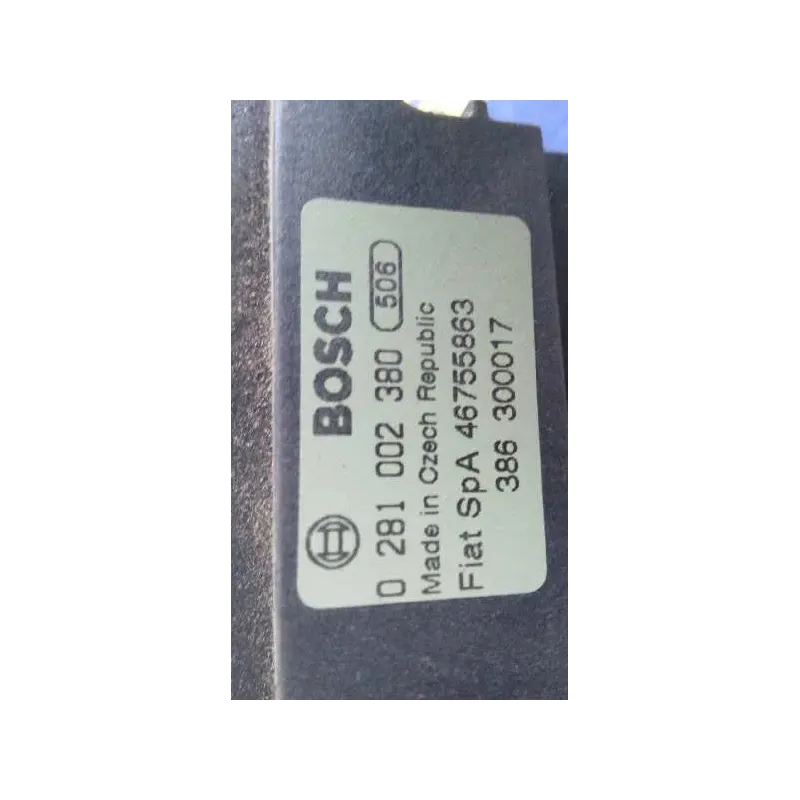 BOSCH
0 281 002 380 506
Made in Czech Republic
Fiat SpA 46755863
386 300017